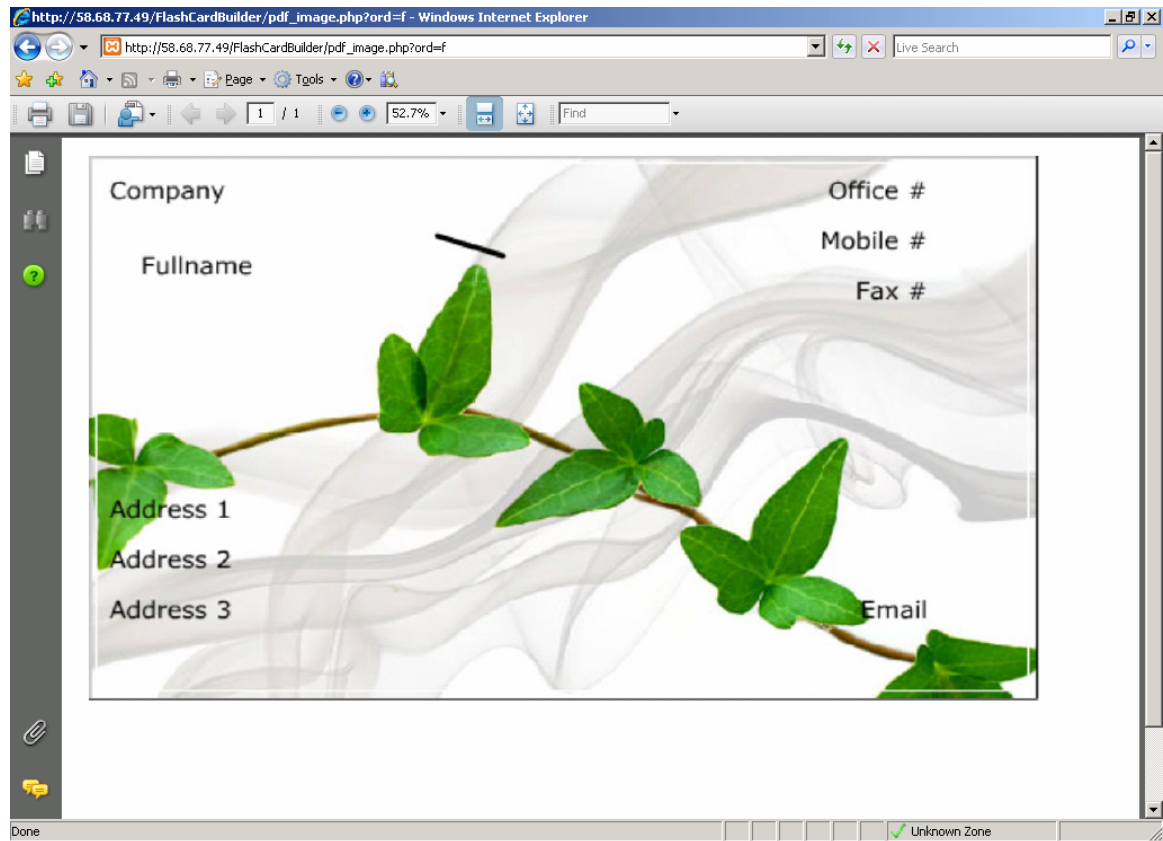 http://58.68.77.49/FlashCardBuilder/pdf_image.php?ord=f - Windows Internet Explorer
http://58.68.77.49/FlashCardBuilder/pdf_image.php?ord=f
Live Search
Page Tools
1 / 1 52.7% Find
Company
Office #
Mobile #
Fullname
Fax #
Address 1
Address 2
Address 3
Email
Done
Unknown Zone